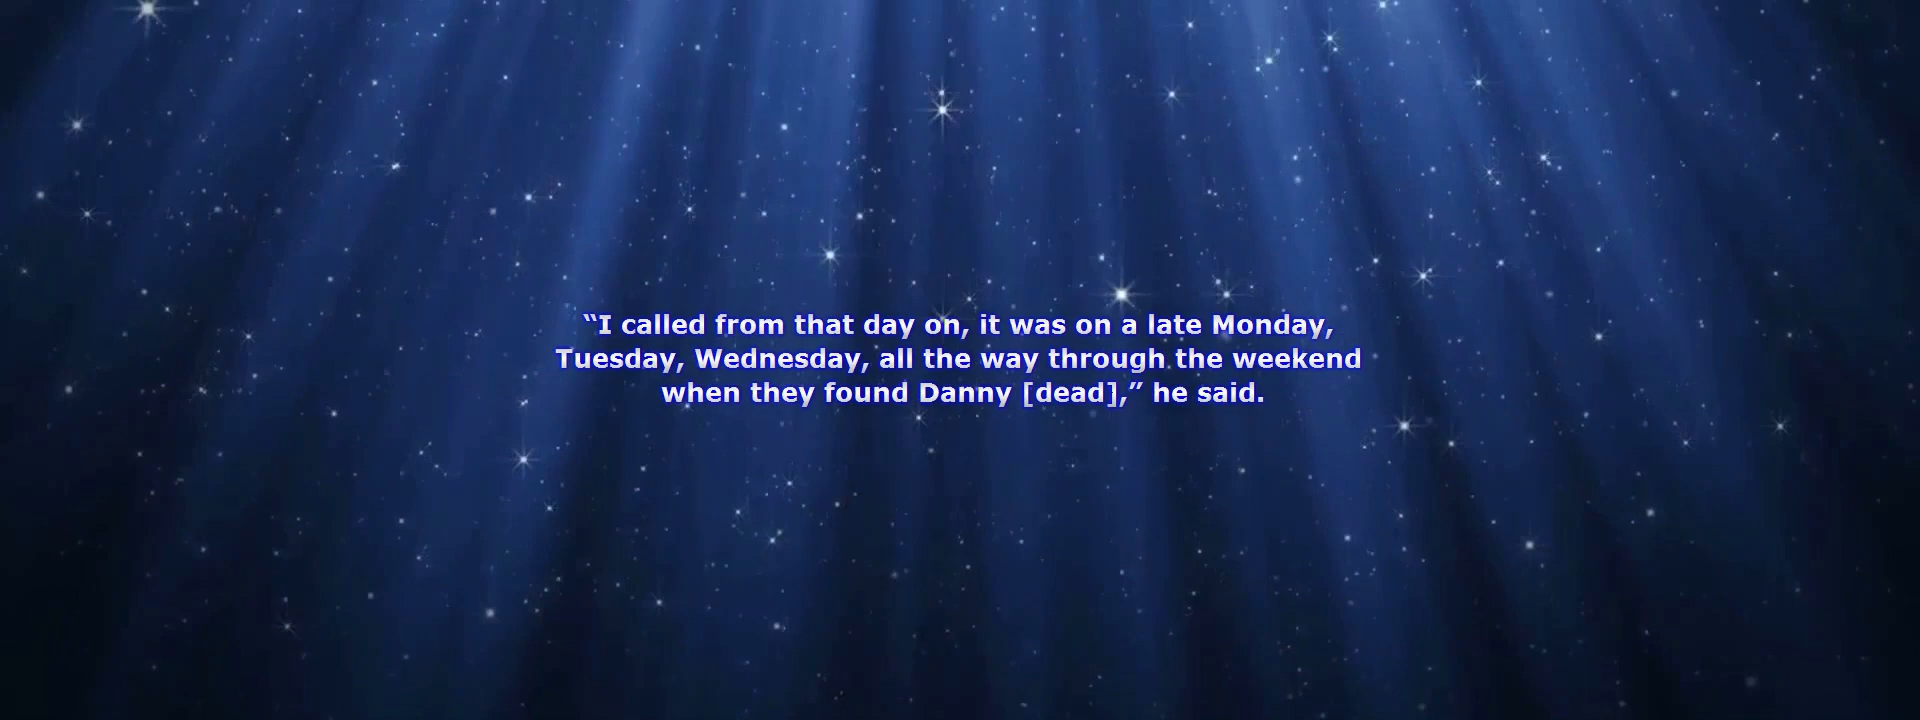 “I called from that day on, it was on a late Monday,
Tuesday, Wednesday, all the way through the weekend
when they found Danny [dead],” he said.